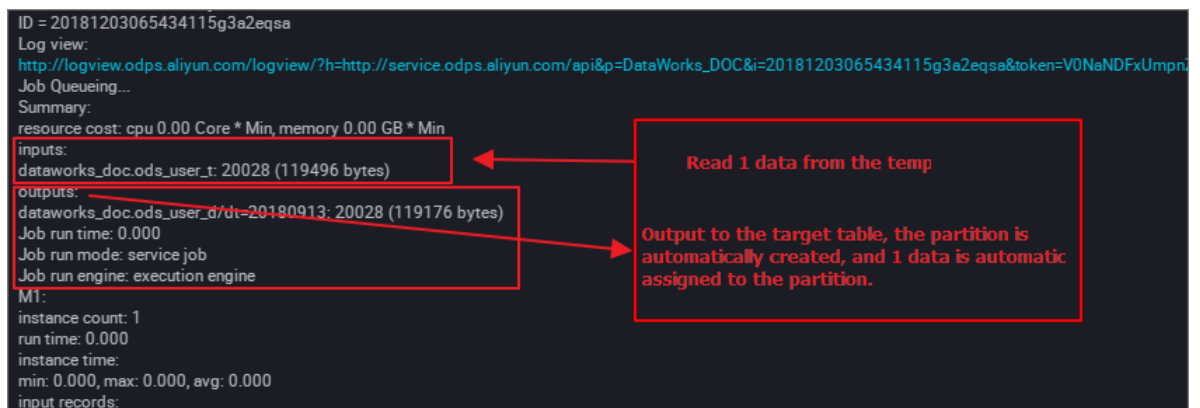 ID = 20181203065434115g3a2eqsa
Log view:
http://logview.odps.aliyun.com/logview/?h=http://service.odps.aliyun.com/api&p=DataWorks_DOC&i=20181203065434115g3a2eqsa&token=V0NaNDFxUmpn
Job Queueing...
Summary:
resource cost: cpu 0.00 Core * Min, memory 0.00 GB * Min
inputs:
dataworks_doc.ods_user_t: 20028 (119496 bytes)
Read 1 data from the temp
outputs:
dataworks_doc.ods_user_d/dt=20180913: 20028 (119176 bytes)
Job run time: 0.000
Job run mode: service job
Job run engine: execution engine
Output to the target table, the partition is
automatically created, and 1 data is automatic
assigned to the partition.
M1:
instance count: 1
run time: 0.000
instance time:
min: 0.000, max: 0.000, avg: 0.000
input records: